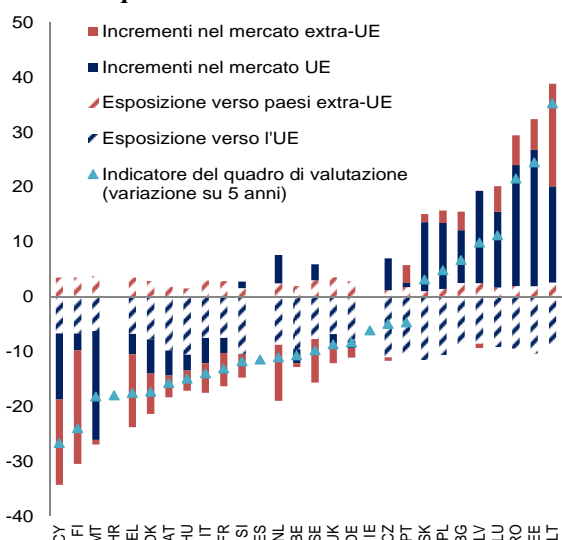 50
40
30
20
10
0
-10
-20
-30
-40
Incrementi nel mercato extra-UE
Incrementi nel mercato UE
Esposizione verso paesi extra-UE
Esposizione verso l'UE
Indicatore del quadro di valutazione
(variazione su 5 anni)
CY
FI
MT
HR
EL
DK
AT
HU
IT
FR
SI
ES
NL
BE
SE
UK
DE
IE
CZ
PT
SK
PL
BG
LV
LU
RO
EE
LT